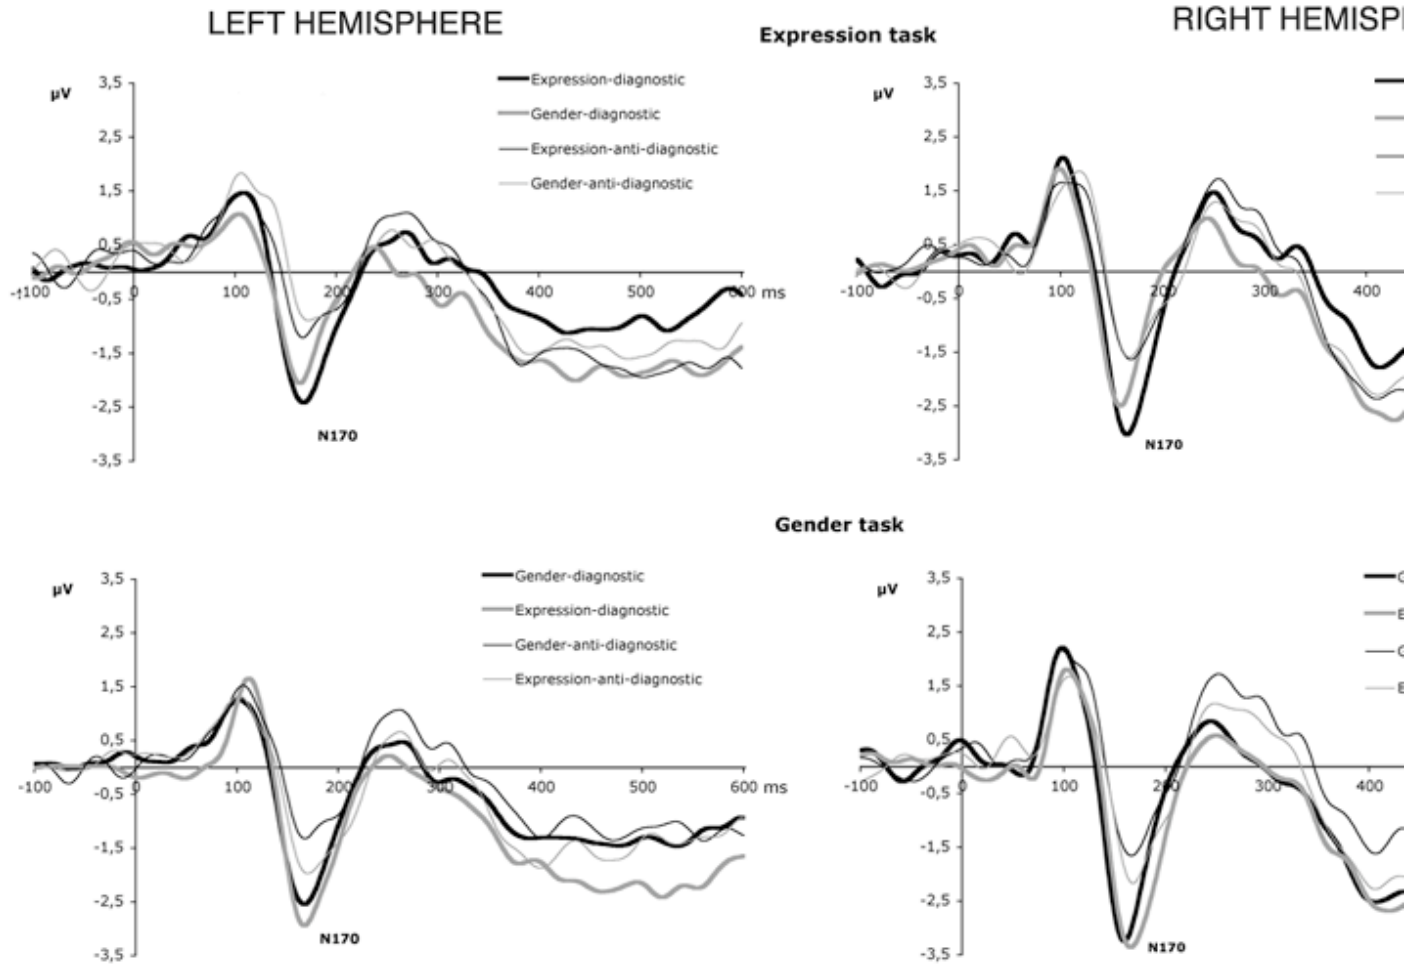 LEFT HEMISPHERE
RIGHT HEMISPH
Expression task
µV
3,5
2,5
1,5
0,5
-0,5
-1,5
-2,5
-3,5
-100 0 100 200 300 400 500 600 ms
Expression-diagnostic
Gender-diagnostic
Expression-anti-diagnostic
Gender-anti-diagnostic
N170
µV
3,5
2,5
1,5
0,5
-0,5
-1,5
-2,5
-3,5
-100 0 100 200 300 400
N170
Gender task
µV
3,5
2,5
1,5
0,5
-0,5
-1,5
-2,5
-3,5
-100 0 100 200 300 400 500 600 ms
Gender-diagnostic
Expression-diagnostic
Gender-anti-diagnostic
Expression-anti-diagnostic
N170
µV
3,5
2,5
1,5
0,5
-0,5
-1,5
-2,5
-3,5
-100 0 100 200 300 400
G
E
G
E
N170